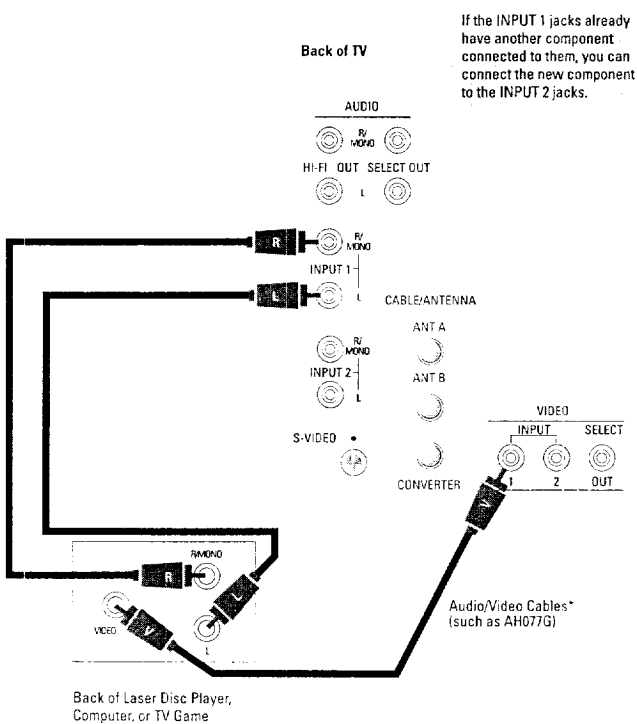 If the INPUT 1 jacks already
have another component
connected to them, you can
connect the new component
to the INPUT 2 jacks.
Back of TV
AUDIO
R/
MONO
HI-FI OUT SELECT OUT
L
R
R/
MONO
INPUT 1
L
L
CABLE/ANTENNA
ANT A
R/
MONO
INPUT 2
L
ANT B
VIDEO
INPUT SELECT
S-VIDEO
CONVERTER
1 2 OUT
V
R/MONO
R
L
VIDEO
V
L
Audio/Video Cables*
(such as AH077G)
Back of Laser Disc Player,
Computer, or TV Game